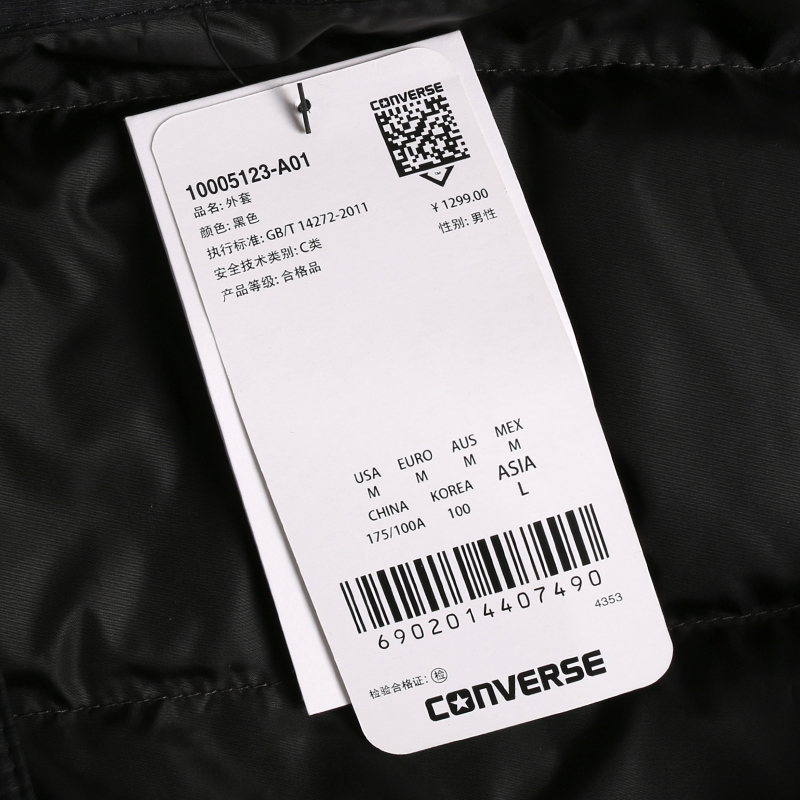 CONVERSE
10005123-A01
品名: 外套
颜色: 黑色
执行标准: GB/T 14272-2011
安全技术类别: C类
产品等级: 合格品
¥ 1299.00
性别: 男性
USA EURO AUS MEX
M M M M
CHINA KOREA ASIA
175/100A 100 L
6902014407490
4353
检验合格证: 检
CONVERSE